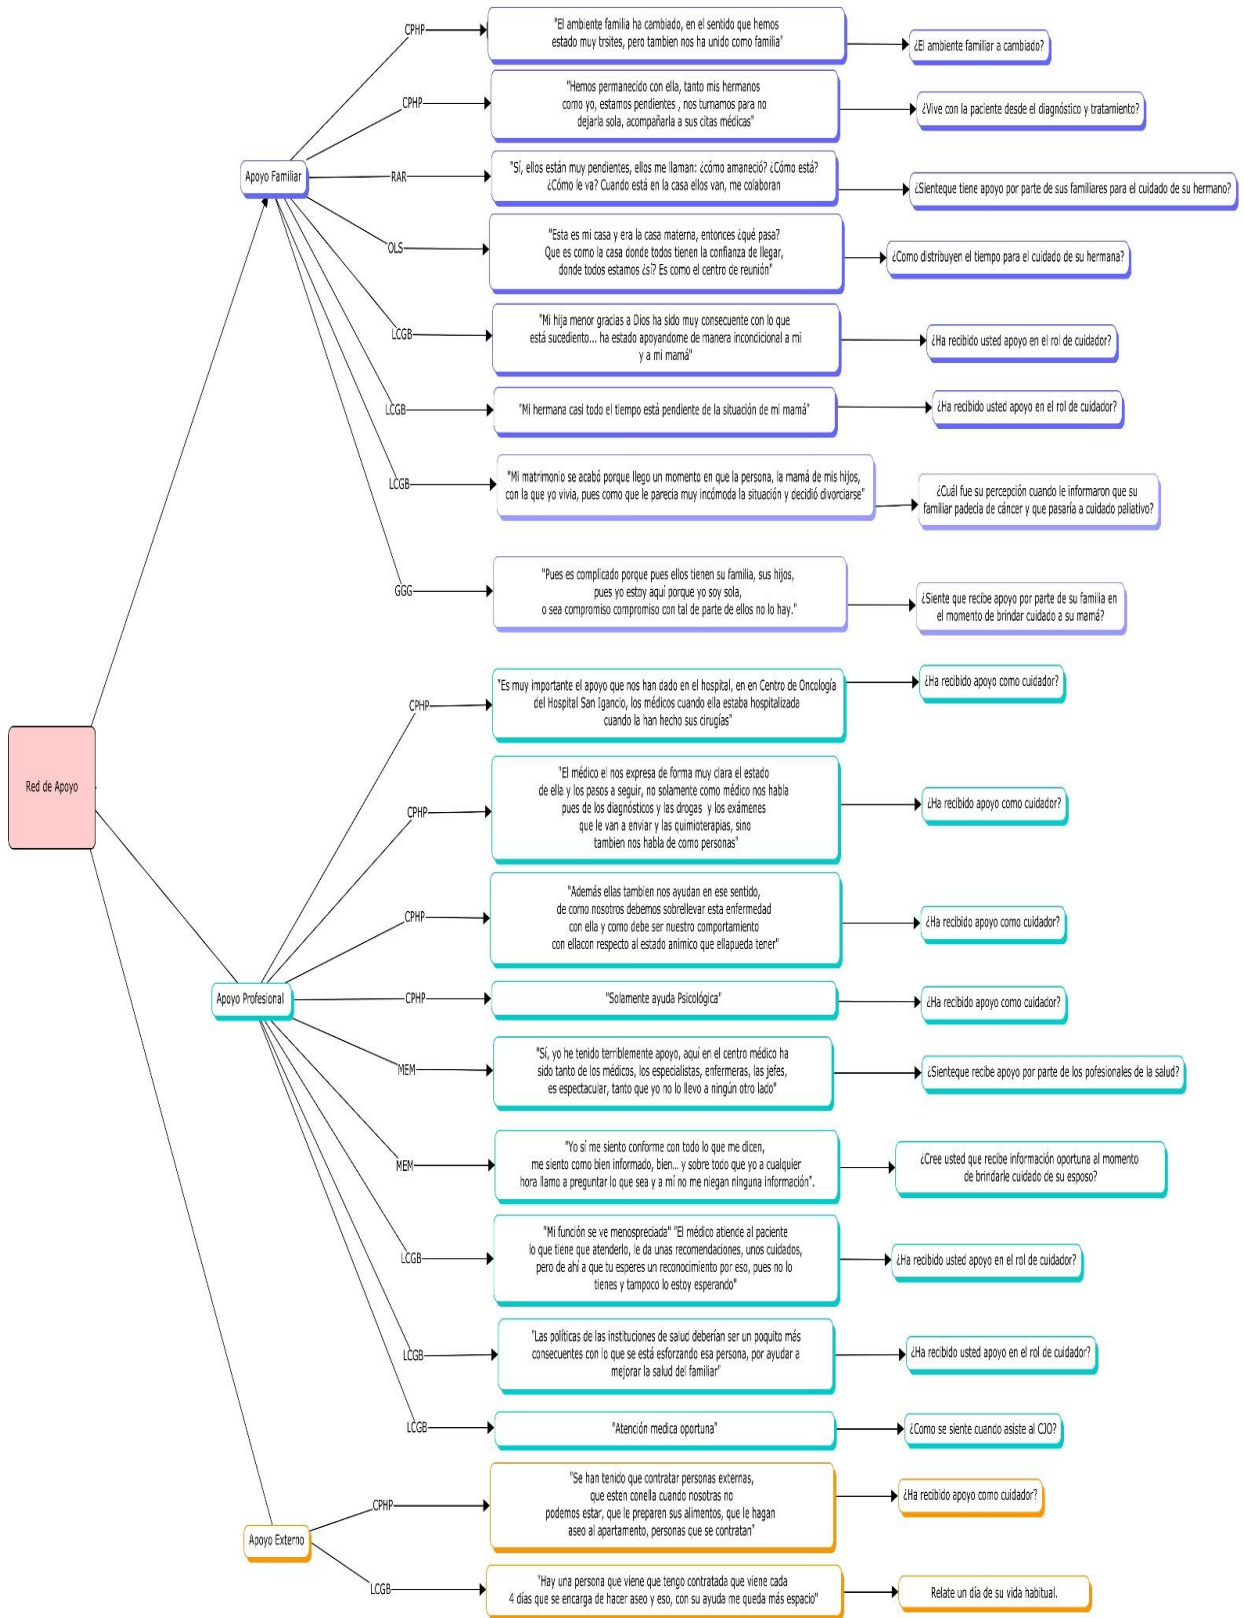 Red de Apoyo
Apoyo Familiar
CPHP
"El ambiente familia ha cambiado, en el sentido que hemos
estado muy trsites, pero tambien nos ha unido como familia"
¿El ambiente familiar a cambiado?
CPHP
"Hemos permanecido con ella, tanto mis hermanos
como yo, estamos pendientes , nos turnamos para no
dejarla sola, acompañarla a sus citas médicas"
¿Vive con la paciente desde el diagnóstico y tratamiento?
RAR
"Sí, ellos están muy pendientes, ellos me llaman: ¿cómo amaneció? ¿Cómo está?
¿Cómo le va? Cuando está en la casa ellos van, me colaboran
¿Sienteque tiene apoyo por parte de sus familiares para el cuidado de su hermano?
OLS
"Esta es mi casa y era la casa materna, entonces ¿qué pasa?
Que es como la casa donde todos tienen la confianza de llegar,
donde todos estamos ¿sí? Es como el centro de reunión"
¿Como distribuyen el tiempo para el cuidado de su hermana?
LCGB
"Mi hija menor gracias a Dios ha sido muy consecuente con lo que
está sucediento... ha estado apoyandome de manera incondicional a mi
y a mi mamá"
¿Ha recibido usted apoyo en el rol de cuidador?
LCGB
"Mi hermana casi todo el tiempo está pendiente de la situación de mi mamá"
¿Ha recibido usted apoyo en el rol de cuidador?
LCGB
"Mi matrimonio se acabó porque llego un momento en que la persona, la mamá de mis hijos,
con la que yo vivia, pues como que le parecia muy incómoda la situación y decidió divorciarse"
¿Cuál fue su percepción cuando le informaron que su
familiar padecia de cáncer y que pasaría a cuidado paliativo?
GGG
"Pues es complicado porque pues ellos tienen su familia, sus hijos,
pues yo estoy aquí porque yo soy sola,
o sea compromiso compromiso con tal de parte de ellos no lo hay."
¿Siente que recibe apoyo por parte de su familia en
el momento de brindar cuidado a su mamá?
Apoyo Profesional
CPHP
"Es muy importante el apoyo que nos han dado en el hospital, en en Centro de Oncología
del Hospital San Igancio, los médicos cuando ella estaba hospitalizada
cuando la han hecho sus cirugías"
¿Ha recibido apoyo como cuidador?
CPHP
"El médico el nos expresa de forma muy clara el estado
de ella y los pasos a seguir, no solamente como médico nos habla
pues de los diagnósticos y las drogas y los exámenes
que le van a enviar y las quimioterapias, sino
tambien nos habla de como personas"
¿Ha recibido apoyo como cuidador?
CPHP
"Además ellas tambien nos ayudan en ese sentido,
de como nosotros debemos sobrellevar esta enfermedad
con ella y como debe ser nuestro comportamiento
con ellacon respecto al estado animico que ellapueda tener"
¿Ha recibido apoyo como cuidador?
CPHP
"Solamente ayuda Psicológica"
¿Ha recibido apoyo como cuidador?
MEM
"Sí, yo he tenido terriblemente apoyo, aquí en el centro médico ha
sido tanto de los médicos, los especialistas, enfermeras, las jefes,
es espectacular, tanto que yo no lo llevo a ningún otro lado"
¿Sienteque recibe apoyo por parte de los pofesionales de la salud?
MEM
"Yo sí me siento conforme con todo lo que me dicen,
me siento como bien informado, bien... y sobre todo que yo a cualquier
hora llamo a preguntar lo que sea y a mí no me niegan ninguna información".
¿Cree usted que recibe información oportuna al momento
de brindarle cuidado de su esposo?
LCGB
"Mi función se ve menospreciada" "El médico atiende al paciente
lo que tiene que atenderlo, le da unas recomendaciones, unos cuidados,
pero de ahí a que tu esperes un reconocimiento por eso, pues no lo
tienes y tampoco lo estoy esperando"
¿Ha recibido usted apoyo en el rol de cuidador?
LCGB
"Las políticas de las instituciones de salud deberían ser un poquito más
consecuentes con lo que se está esforzando esa persona, por ayudar a
mejorar la salud del familiar"
¿Ha recibido usted apoyo en el rol de cuidador?
LCGB
"Atención medica oportuna"
¿Como se siente cuando asiste al CJO?
Apoyo Externo
CPHP
"Se han tenido que contratar personas externas,
que esten conella cuando nosotras no
podemos estar, que le preparen sus alimentos, que le hagan
aseo al apartamento, personas que se contratan"
¿Ha recibido apoyo como cuidador?
LCGB
"Hay una persona que viene que tengo contratada que viene cada
4 días que se encarga de hacer aseo y eso, con su ayuda me queda más espacio"
Relate un día de su vida habitual.